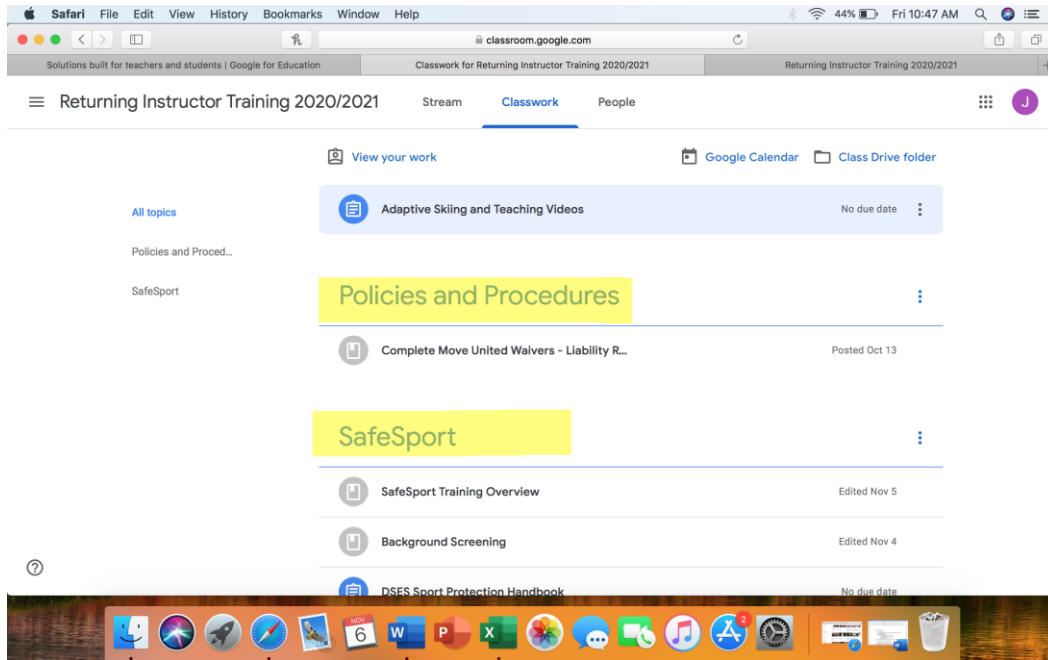 Safari File Edit View History Bookmarks Window Help 44% Fri 10:47 AM
classroom.google.com
Solutions built for teachers and students | Google for Education Classwork for Returning Instructor Training 2020/2021 Returning Instructor Training 2020/2021
Returning Instructor Training 2020/2021 Stream Classwork People J
View your work Google Calendar Class Drive folder
All topics Adaptive Skiing and Teaching Videos No due date
Policies and Proced...
SafeSport Policies and Procedures
Complete Move United Waivers - Liability R... Posted Oct 13
SafeSport
SafeSport Training Overview Edited Nov 5
Background Screening Edited Nov 4
DSES Sport Protection Handbook No due date
NOV
6 W P X 2